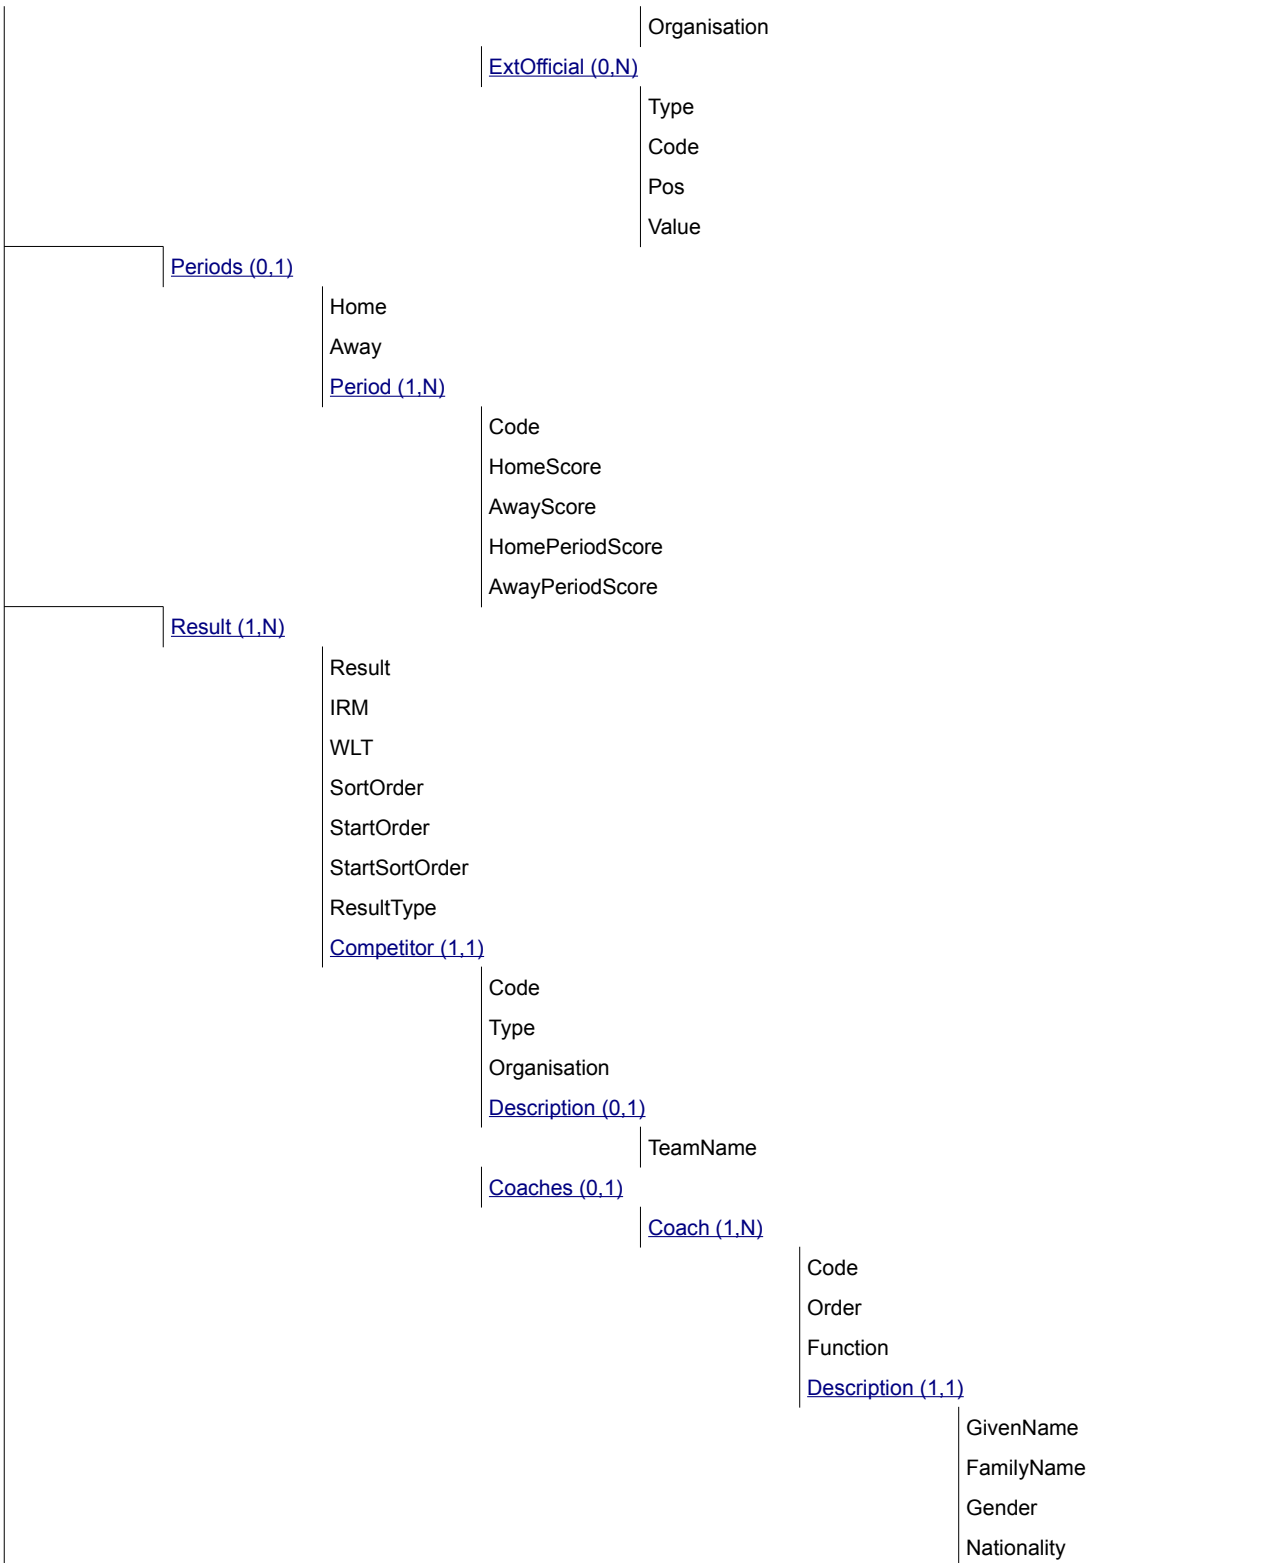 Organisation
ExtOfficial (0,N)
Type
Code
Pos
Value
Periods (0,1)
Home
Away
Period (1,N)
Code
HomeScore
AwayScore
HomePeriodScore
AwayPeriodScore
Result (1,N)
Result
IRM
WLT
SortOrder
StartOrder
StartSortOrder
ResultType
Competitor (1,1)
Code
Type
Organisation
Description (0,1)
TeamName
Coaches (0,1)
Coach (1,N)
Code
Order
Function
Description (1,1)
GivenName
FamilyName
Gender
Nationality